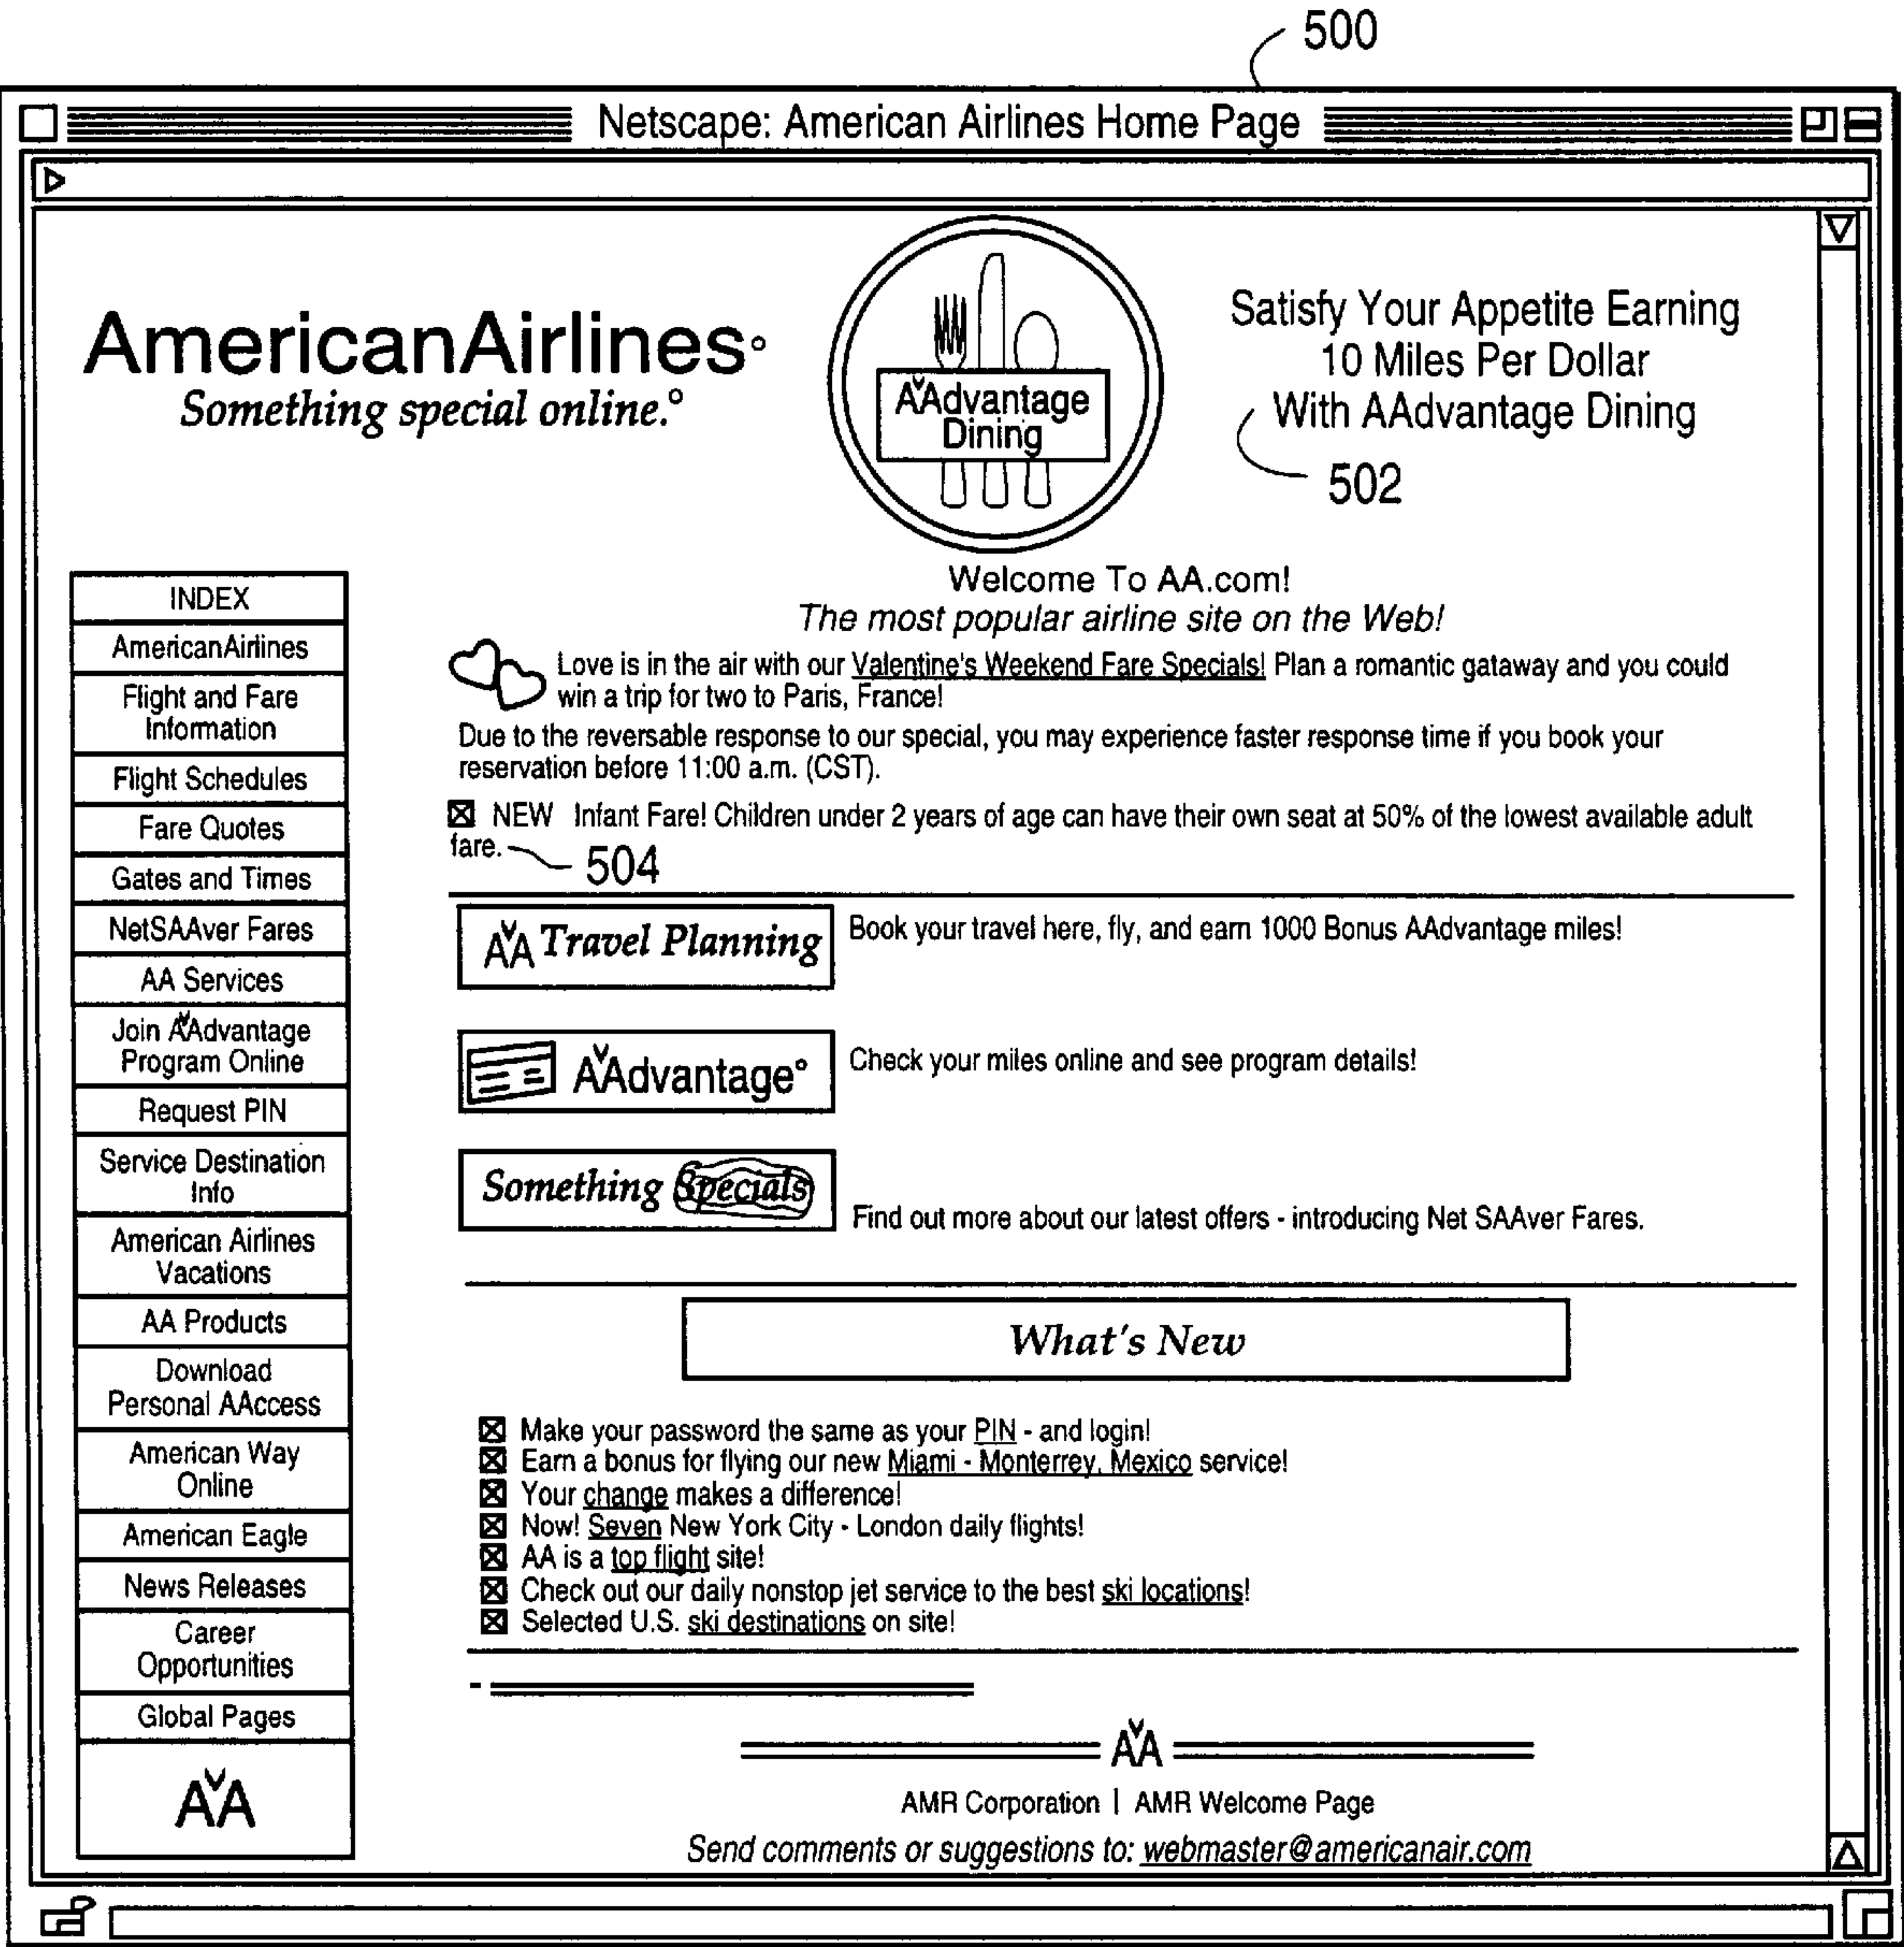 500
Netscape: American Airlines Home Page
AmericanAirlines°
Something special online.°
AAdvantage
Dining
Satisfy Your Appetite Earning
10 Miles Per Dollar
With AAdvantage Dining
502
INDEX
AmericanAirlines
Flight and Fare
Information
Flight Schedules
Fare Quotes
Gates and Times
NetSAAver Fares
AA Services
Join AAdvantage
Program Online
Request PIN
Service Destination
Info
American Airlines
Vacations
AA Products
Download
Personal AAccess
American Way
Online
American Eagle
News Releases
Career
Opportunities
Global Pages
AA
Welcome To AA.com!
The most popular airline site on the Web!
Love is in the air with our Valentine's Weekend Fare Specials! Plan a romantic gataway and you could
win a trip for two to Paris, France!
Due to the reversable response to our special, you may experience faster response time if you book your
reservation before 11:00 a.m. (CST).
NEW Infant Fare! Children under 2 years of age can have their own seat at 50% of the lowest available adult
fare.
504
AA Travel Planning
Book your travel here, fly, and earn 1000 Bonus AAdvantage miles!
AAdvantage°
Check your miles online and see program details!
Something Specials
Find out more about our latest offers - introducing Net SAAver Fares.
What's New
Make your password the same as your PIN - and login!
Earn a bonus for flying our new Miami - Monterrey, Mexico service!
Your change makes a difference!
Now! Seven New York City - London daily flights!
AA is a top flight site!
Check out our daily nonstop jet service to the best ski locations!
Selected U.S. ski destinations on site!
AA
AMR Corporation | AMR Welcome Page
Send comments or suggestions to: webmaster@americanair.com